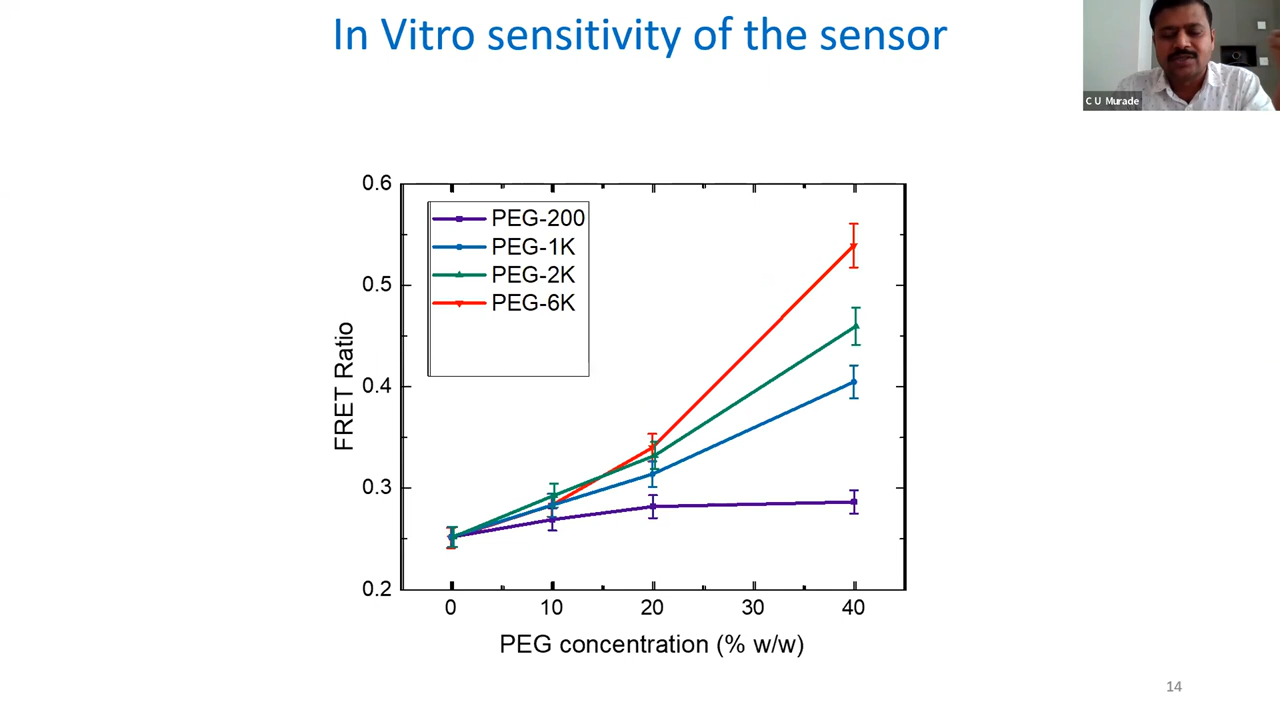 In Vitro sensitivity of the sensor
C U Murade
0.6
0.5
0.4
0.3
0.2
FRET Ratio
PEG-200
PEG-1K
PEG-2K
PEG-6K
0 10 20 30 40
PEG concentration (% w/w)
14